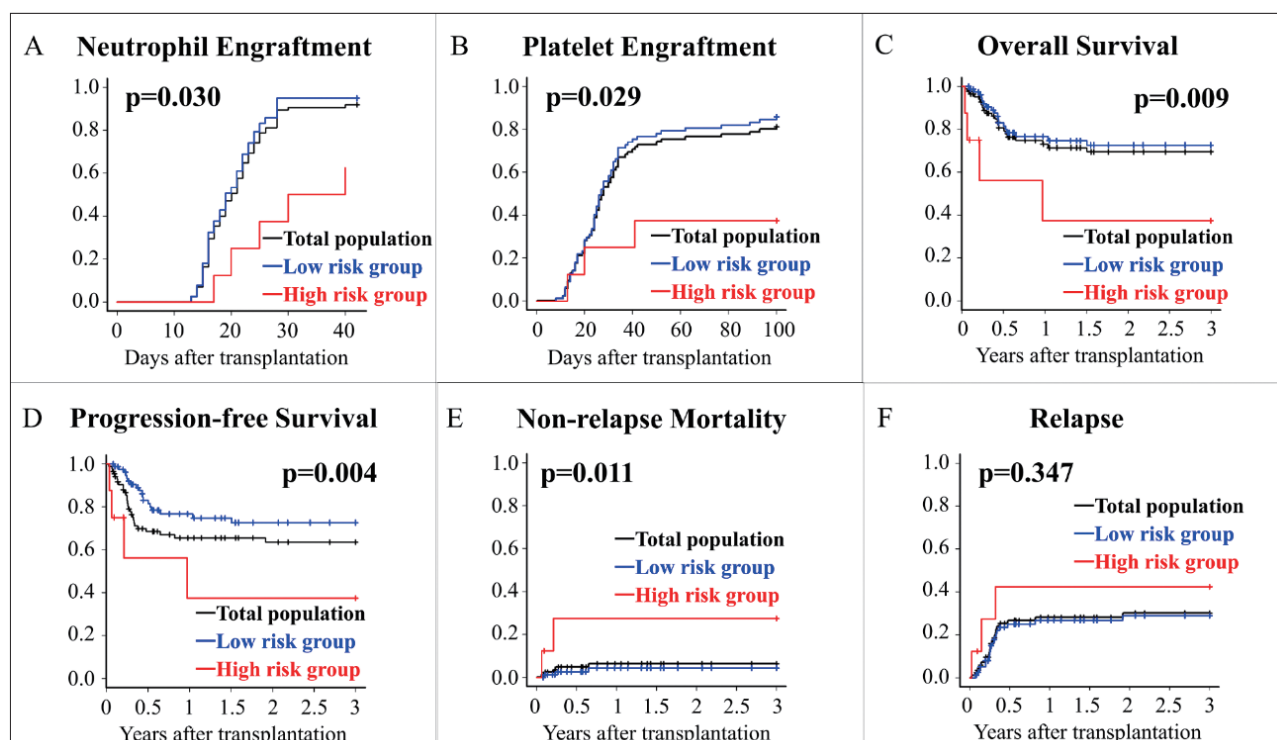 A Neutrophil Engraftment
p=0.030
1.0
0.8
0.6
0.4
0.2
0.0
Total population
Low risk group
High risk group
0 10 20 30 40
Days after transplantation
B Platelet Engraftment
p=0.029
1.0
0.8
0.6
0.4
0.2
0.0
Total population
Low risk group
High risk group
0 20 40 60 80 100
Days after transplantation
C Overall Survival
p=0.009
1.0
0.8
0.6
0.4
0.2
0.0
Total population
Low risk group
High risk group
0 0.5 1 1.5 2 2.5 3
Years after transplantation
D Progression-free Survival
p=0.004
1.0
0.8
0.6
0.4
0.2
0.0
Total population
Low risk group
High risk group
0 0.5 1 1.5 2 2.5 3
Years after transplantation
E Non-relapse Mortality
p=0.011
1.0
0.8
0.6
0.4
0.2
0.0
Total population
Low risk group
High risk group
0 0.5 1 1.5 2 2.5 3
Years after transplantation
F Relapse
p=0.347
1.0
0.8
0.6
0.4
0.2
0.0
Total population
Low risk group
High risk group
0 0.5 1 1.5 2 2.5 3
Years after transplantation